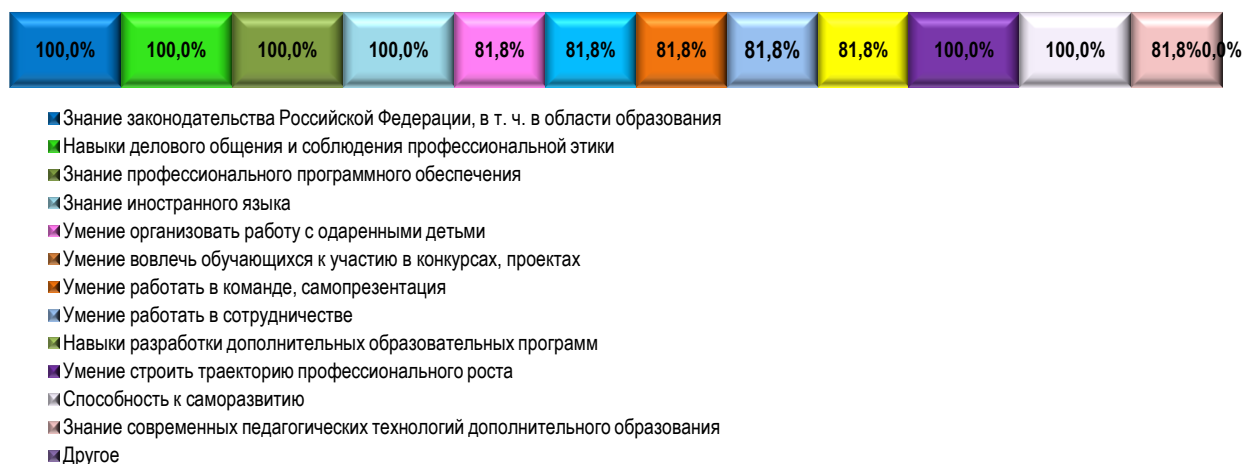 100,0% 100,0% 100,0% 100,0% 81,8% 81,8% 81,8% 81,8% 81,8% 100,0% 100,0% 81,8%0,0%
Знание законодательства Российской Федерации, в т. ч. в области образования
Навыки делового общения и соблюдения профессиональной этики
Знание профессионального программного обеспечения
Знание иностранного языка
Умение организовать работу с одаренными детьми
Умение вовлечь обучающихся к участию в конкурсах, проектах
Умение работать в команде, самопрезентация
Умение работать в сотрудничестве
Навыки разработки дополнительных образовательных программ
Умение строить траекторию профессионального роста
Способность к саморазвитию
Знание современных педагогических технологий дополнительного образования
Другое